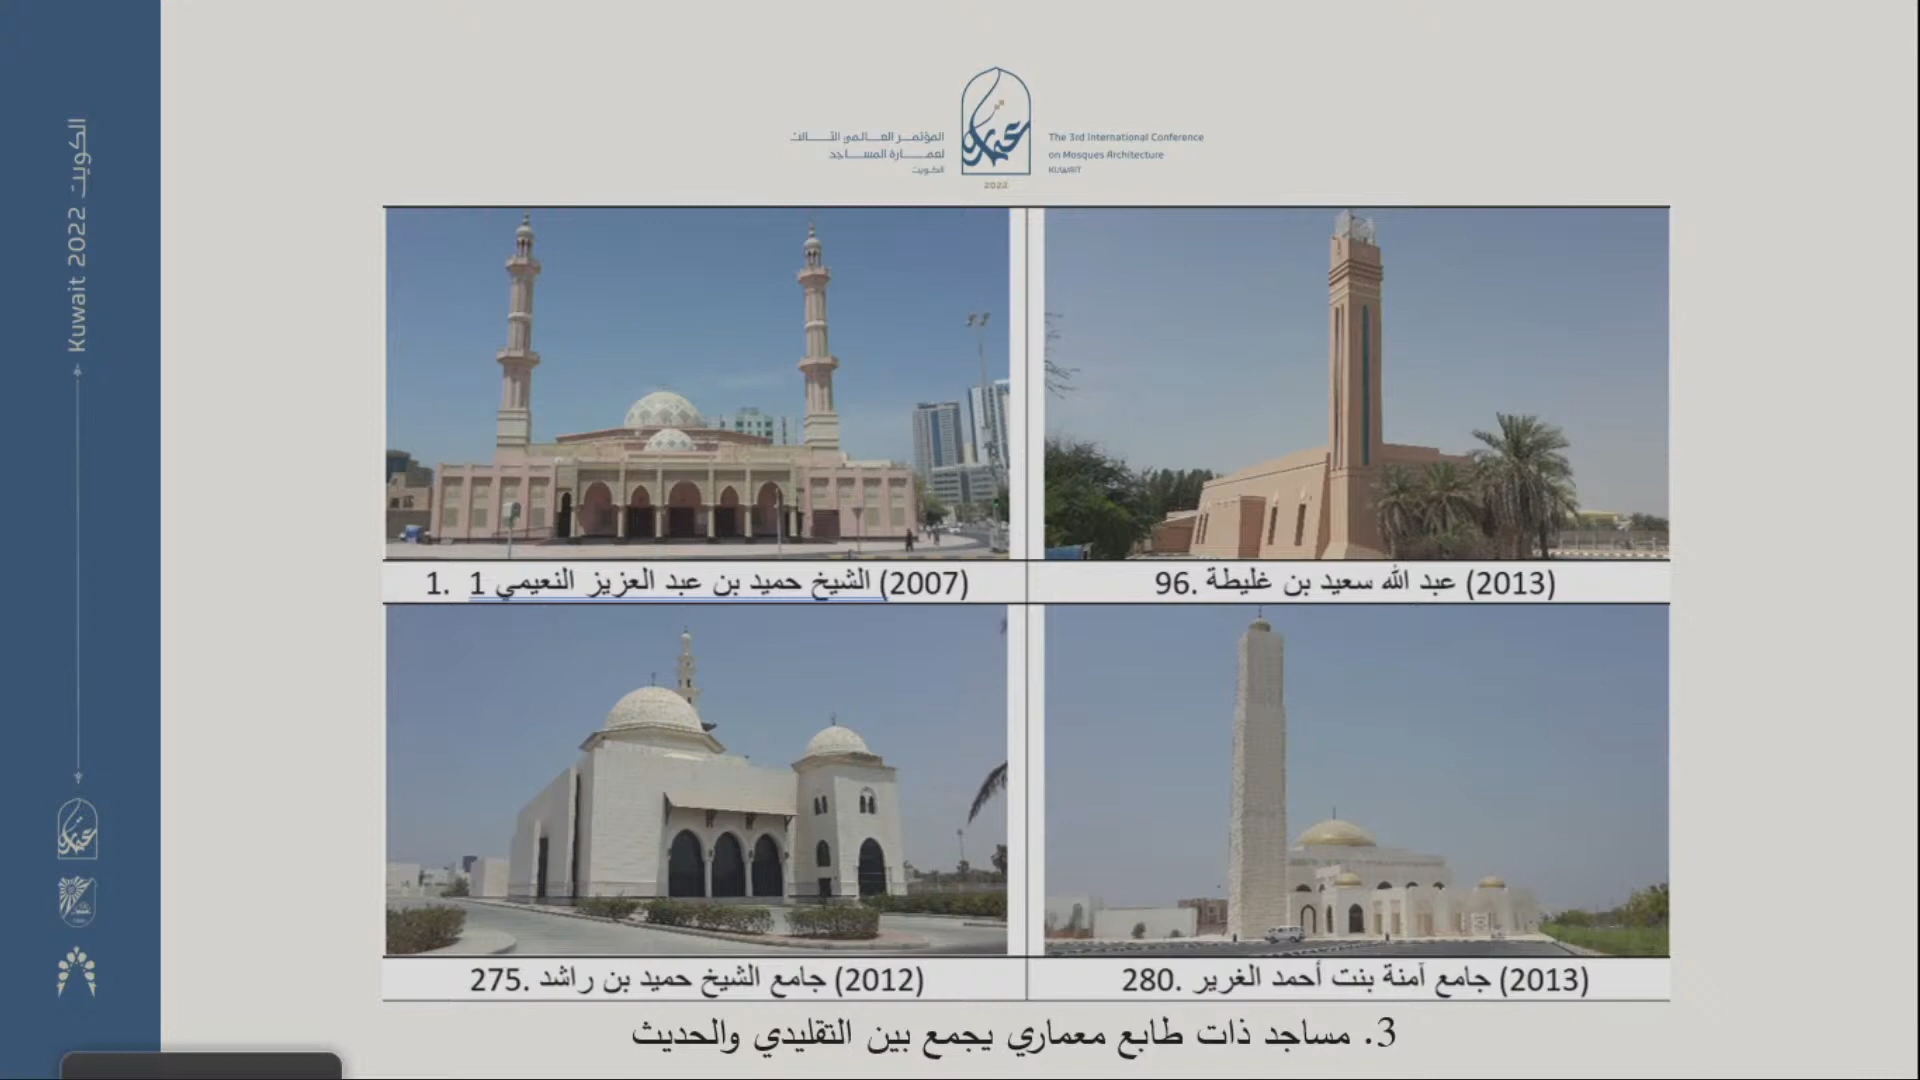 المؤتمر العالمي الثالث
لعمارة المساجد
الكويت
2022
The 3rd International Conference
on Mosques Architecture
KUWAIT
الكويت 2022 Kuwait
1. الشيخ حميد بن عبد العزيز النعيمي 1 (2007)
96. عبد الله سعيد بن غليطة (2013)
275. جامع الشيخ حميد بن راشد (2012)
280. جامع آمنة بنت أحمد الغرير (2013)
3. مساجد ذات طابع معماري يجمع بين التقليدي والحديث